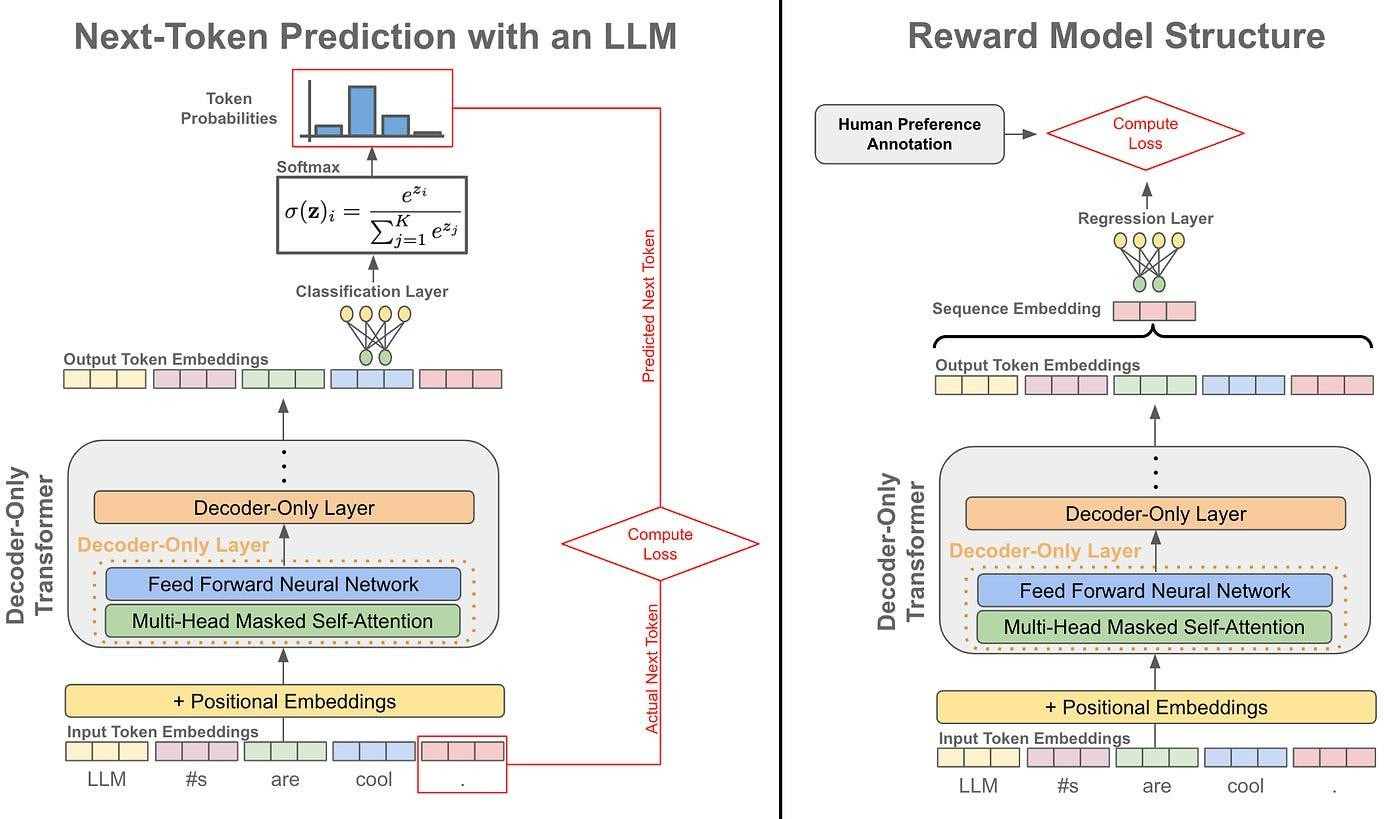 Next-Token Prediction with an LLM
Token
Probabilities
Softmax
σ(z)i = e^{z_i} / ∑_{j=1}^{K} e^{z_j}
Classification Layer
Output Token Embeddings
Decoder-Only
Transformer
Decoder-Only Layer
Decoder-Only Layer
Feed Forward Neural Network
Multi-Head Masked Self-Attention
+ Positional Embeddings
Input Token Embeddings
LLM #s are cool .
Predicted Next Token
Compute
Loss
Actual Next Token
Reward Model Structure
Human Preference
Annotation
Compute
Loss
Regression Layer
Sequence Embedding
Output Token Embeddings
Decoder-Only
Transformer
Decoder-Only Layer
Decoder-Only Layer
Feed Forward Neural Network
Multi-Head Masked Self-Attention
+ Positional Embeddings
Input Token Embeddings
LLM #s are cool .